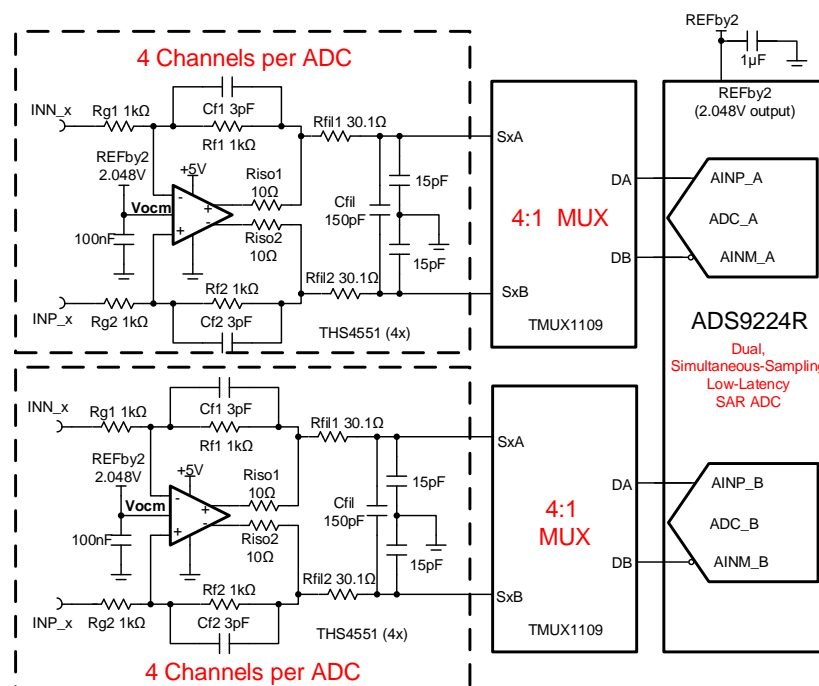 4 Channels per ADC
INN_x
Rg1 1kΩ
Cf1 3pF
Rf1 1kΩ
REFby2
2.048V
+5V
Vocm
-
+
+
-
Riso1
10Ω
Riso2
10Ω
100nF
Rfil1 30.1Ω
Cfil
150pF
15pF
15pF
Rfil2 30.1Ω
Rf2 1kΩ
Cf2 3pF
INP_x
Rg2 1kΩ
THS4551 (4x)
SxA
SxB
4:1 MUX
DA
DB
TMUX1109
REFby2
1µF
REFby2
(2.048V output)
AINP_A
ADC_A
AINM_A
ADS9224R
Dual,
Simultaneous-Sampling
Low-Latency
SAR ADC
INN_x
Rg1 1kΩ
Cf1 3pF
Rf1 1kΩ
REFby2
2.048V
+5V
Vocm
-
+
+
-
Riso1
10Ω
Riso2
10Ω
100nF
Rfil1 30.1Ω
Cfil
150pF
15pF
15pF
Rfil2 30.1Ω
Rf2 1kΩ
Cf2 3pF
INP_x
Rg2 1kΩ
THS4551 (4x)
4 Channels per ADC
SxA
SxB
4:1
MUX
DA
DB
TMUX1109
AINP_B
ADC_B
AINM_B